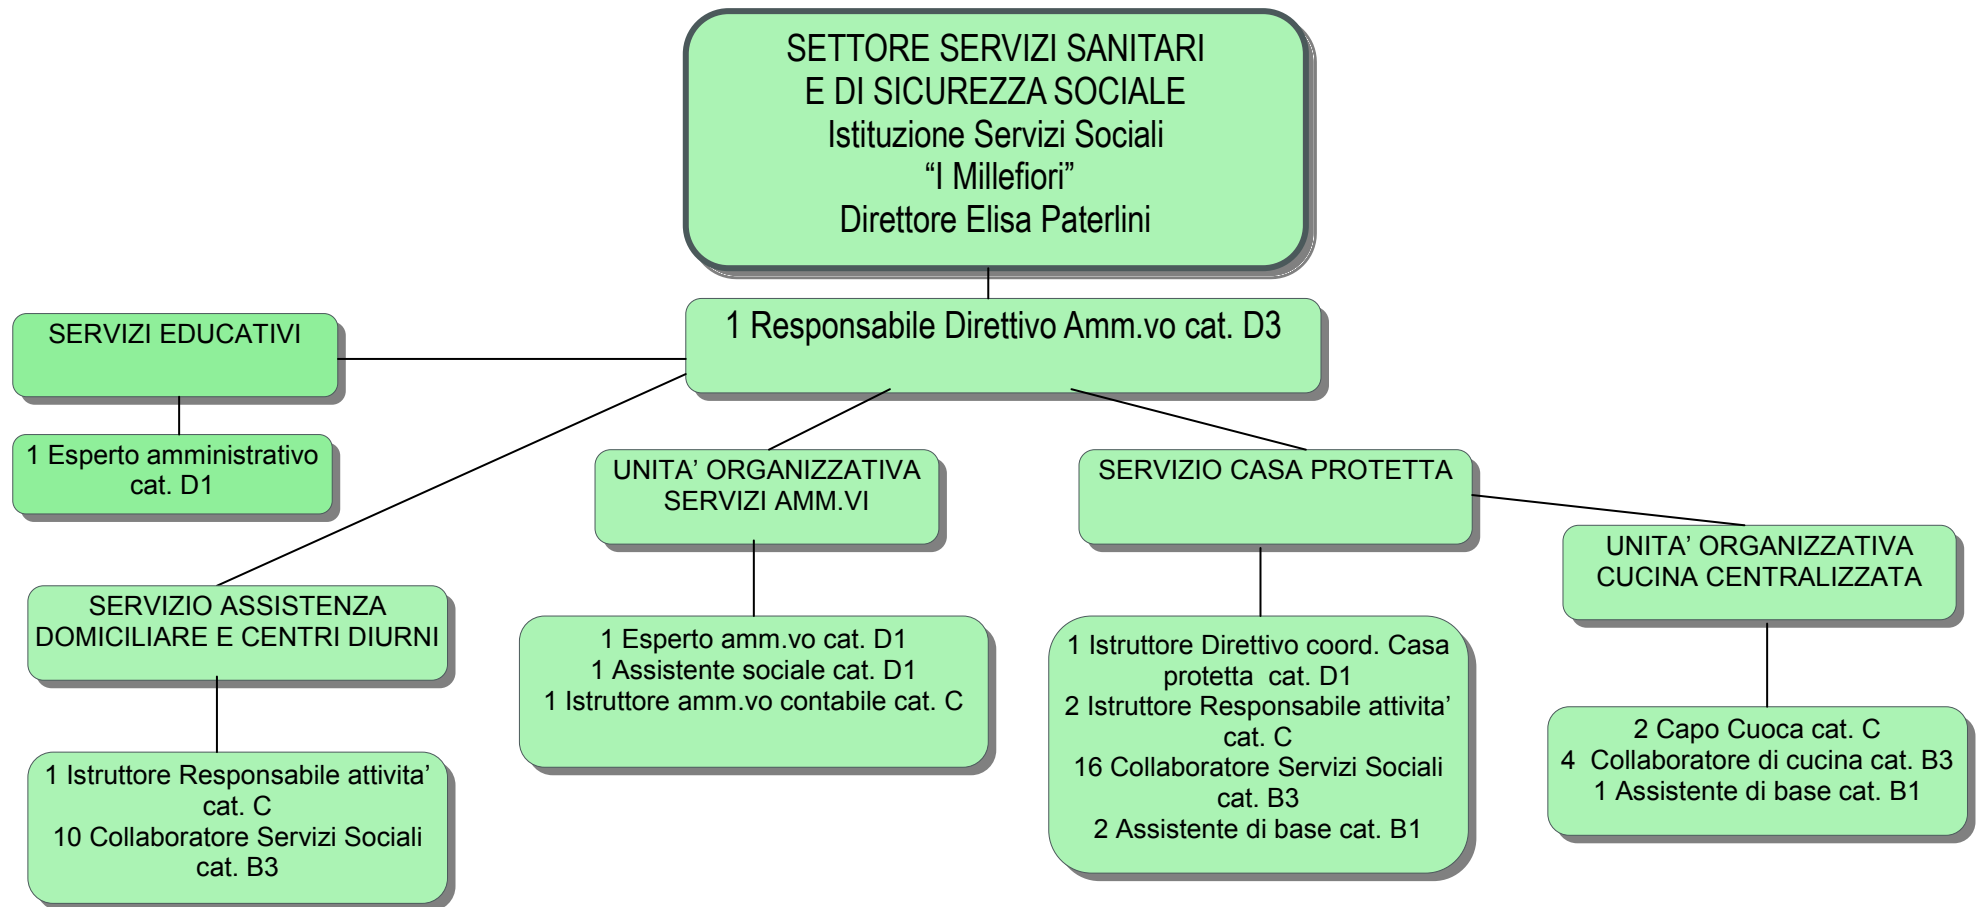 SETTORE SERVIZI SANITARI
E DI SICUREZZA SOCIALE
Istituzione Servizi Sociali
“I Millefiori”
Direttore Elisa Paterlini
1 Responsabile Direttivo Amm.vo cat. D3
SERVIZI EDUCATIVI
1 Esperto amministrativo
cat. D1
SERVIZIO ASSISTENZA
DOMICILIARE E CENTRI DIURNI
1 Istruttore Responsabile attivita’
cat. C
10 Collaboratore Servizi Sociali
cat. B3
UNITA’ ORGANIZZATIVA
SERVIZI AMM.VI
1 Esperto amm.vo cat. D1
1 Assistente sociale cat. D1
1 Istruttore amm.vo contabile cat. C
SERVIZIO CASA PROTETTA
1 Istruttore Direttivo coord. Casa
protetta cat. D1
2 Istruttore Responsabile attivita’
cat. C
16 Collaboratore Servizi Sociali
cat. B3
2 Assistente di base cat. B1
UNITA’ ORGANIZZATIVA
CUCINA CENTRALIZZATA
2 Capo Cuoca cat. C
4 Collaboratore di cucina cat. B3
1 Assistente di base cat. B1